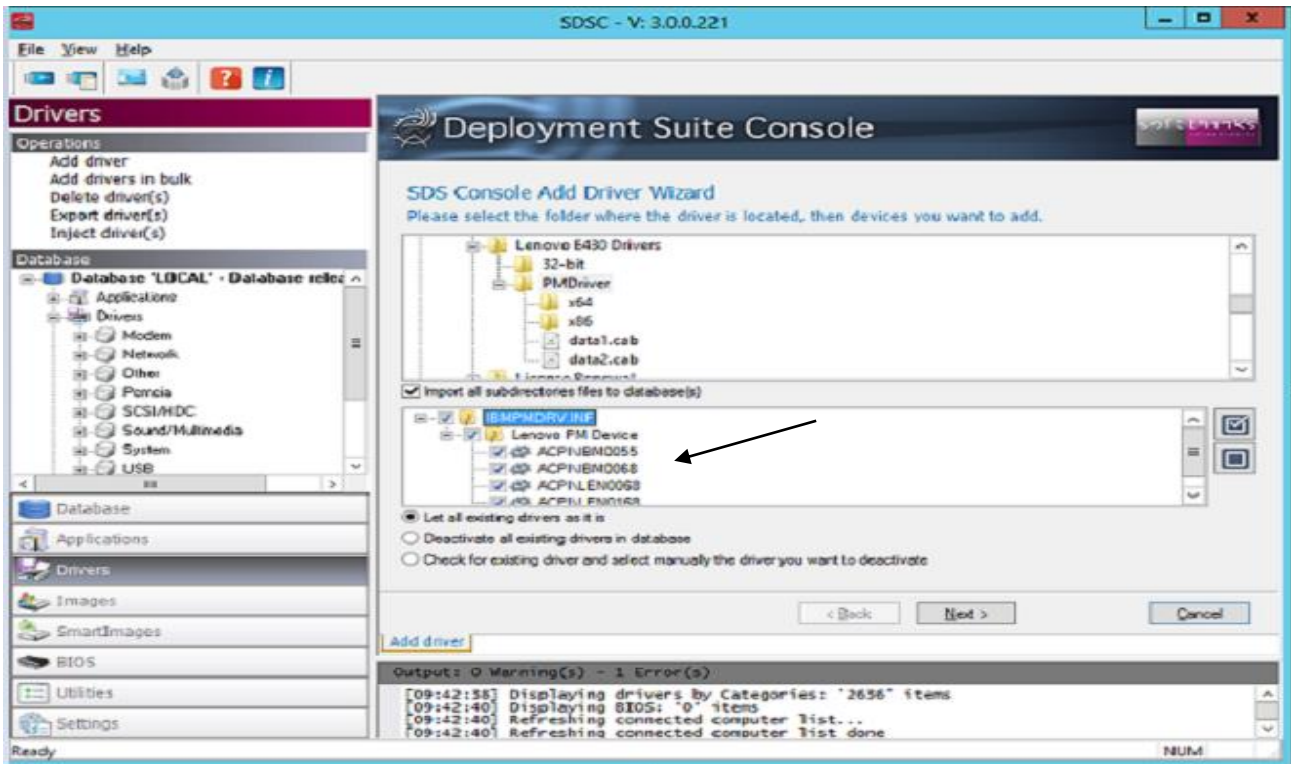 SDSC - V: 3.0.0.221
File View Help
Drivers
Operations
Add driver
Add drivers in bulk
Delete driver(s)
Export driver(s)
Inject driver(s)
Database
Database 'LOCAL' - Database relea
Applications
Drivers
Modem
Network
Other
Pcmcia
SCSI/HDC
Sound/Multimedia
System
USB
Database
Applications
Drivers
Images
SmartImages
BIOS
Utilities
Settings
Ready
Deployment Suite Console
SDS Console Add Driver Wizard
Please select the folder where the driver is located, then devices you want to add.
Lenovo E430 Drivers
32-bit
PMDriver
x64
x86
data1.cab
data2.cab
License Renewal
Import all subdirectories files to database(s)
IBMPMDRV.INF
Lenovo PM Device
ACPI\IBM0055
ACPI\IBM0068
ACPI\LEN0068
ACPI\LEN0168
Let all existing drivers as it is
Deactivate all existing drivers in database
Check for existing driver and select manually the driver you want to deactivate
< Back Next > Cancel
Add driver
Output: 0 Warning(s) - 1 Error(s)
[09:42:38] Displaying drivers by Categories: '2636' items
[09:42:40] Displaying BIOS: '0' items
[09:42:40] Refreshing connected computer list...
[09:42:40] Refreshing connected computer list done
NUM